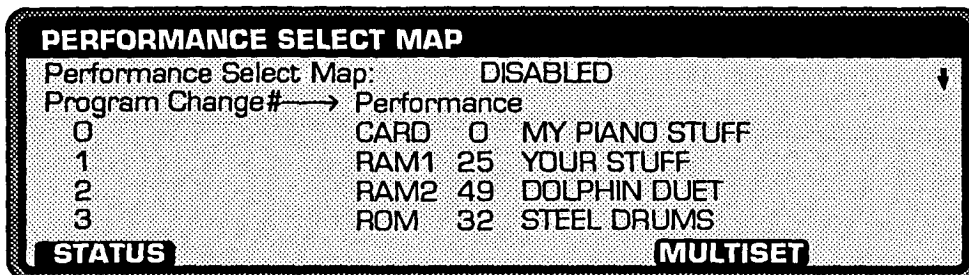 PERFORMANCE SELECT MAP
Performance Select Map: DISABLED
Program Change#→ Performance
0 CARD 0 MY PIANO STUFF
1 RAM1 25 YOUR STUFF
2 RAM2 49 DOLPHIN DUET
3 ROM 32 STEEL DRUMS
STATUS MULTISET